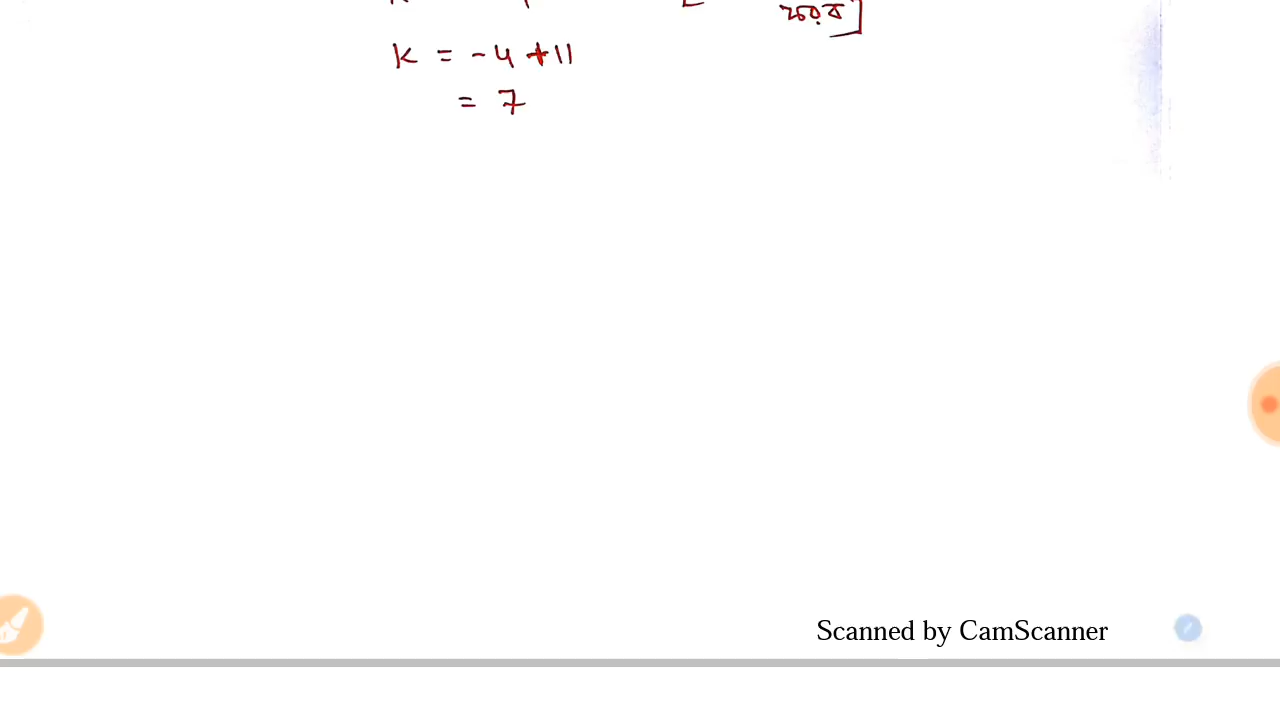 K = -4 + 11
= 7
Scanned by CamScanner